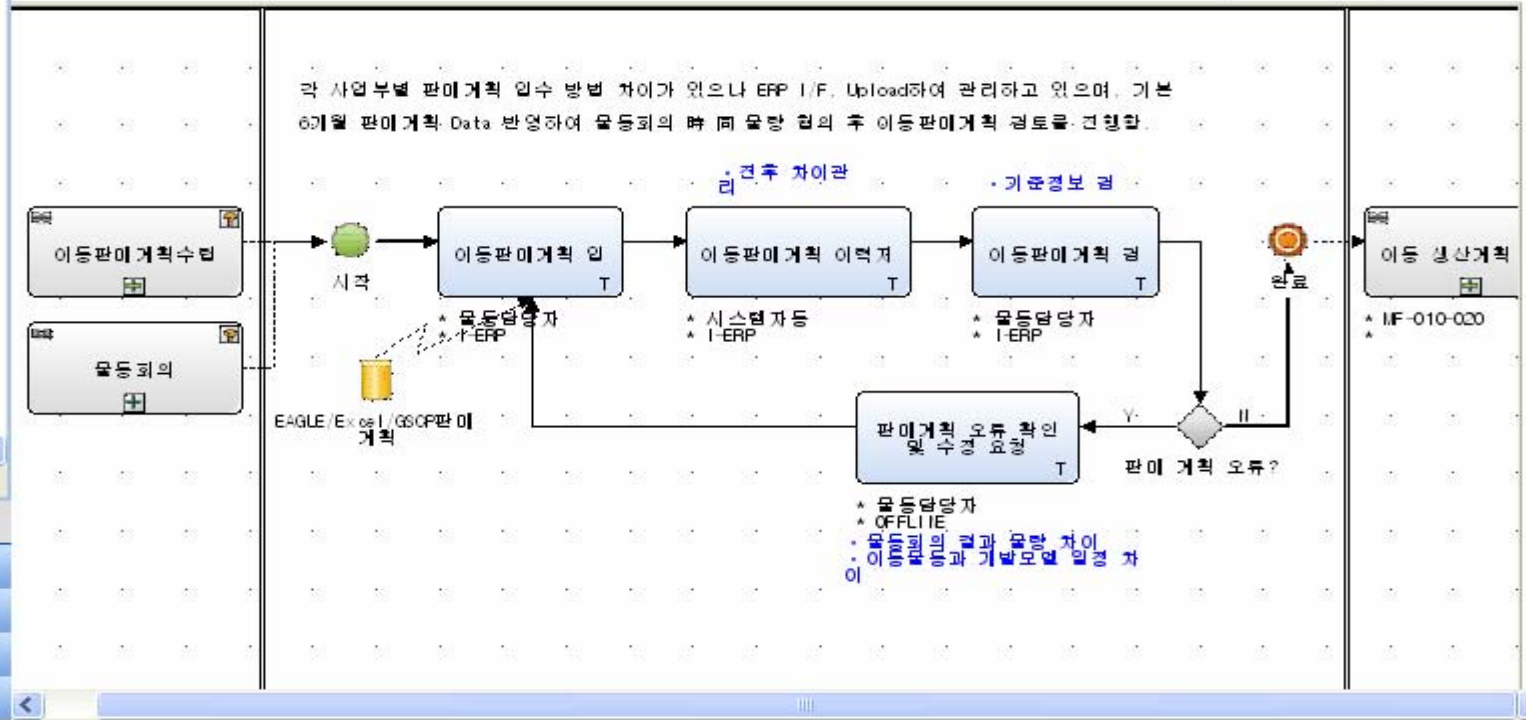 각 사업부별 판매계획 입수 방법 차이가 있으나 ERP I/F, Upload하여 관리하고 있으며, 기본
6개월 판매계획 Data 반영하여 물동회의 時 同 물량 협의 후 이동판매계획 검토를 진행함.
· 전후 차이관
리
· 기준정보 검
이동판매계획수립
시작
이동판매계획 입
T
이동판매계획 이력저
T
이동판매계획 검
T
완료
이동 생산계획
* 물동담당자
* I-ERP
* 시스템자동
* I-ERP
* 물동담당자
* I-ERP
* MF-010-020
*
물동회의
EAGLE/Excel/GSCP판매
계획
판매계획 오류 확인
및 수정 요청
T
Y
N
판매 계획 오류?
* 물동담당자
* OFFLINE
· 물동회의 결과 물량 차이
· 이동물동과 개발모델 일정 차
이